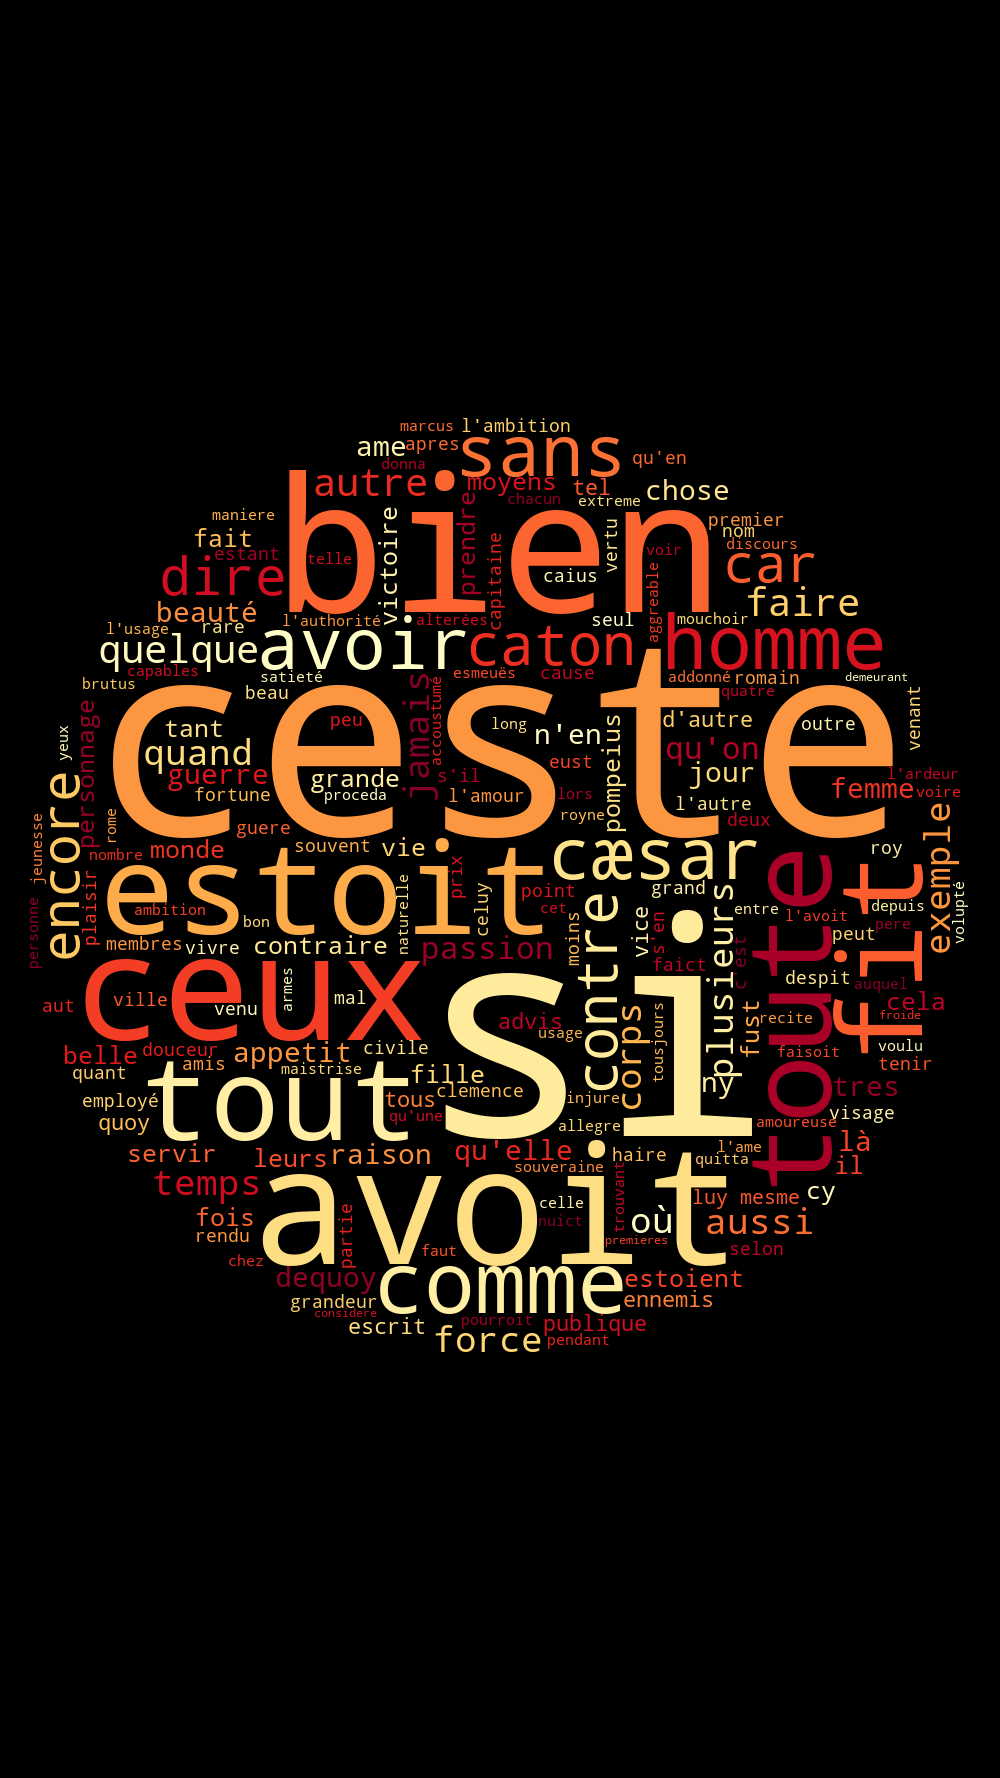 marcus l'ambition
ame apres sans qu'en
donna
autre moyens tel chose
chacun extreme
maniere bien premier
fait victoire prendre vertu nom
estant telle capitaine voir discours
dire caius car
aggreable
beauté l'authorité alterées seul mouchoir faire
l'usage rare
quelque avoir caton homme
capables satieté esmeuës cause addonné romain demeurant
brutus beau jamais accoustumé quatre
ceste
personnage tant peu long n'en pompeius d'autre outre venant
yeux quand qu'on
guerre grande s'il eust jour l'ardeur
encore fortune proceda l'amour lors l'autre femme voire
rome guere royne deux exemple
jeunesse souvent vie cæsar roy
nombre monde estoit prix
plaisir naturelle celuy point grand toute fit
personne ambition bon cet entre l'avoit depuis volupté
contre plusieurs pere
membres vivre contraire passion moins vice s'en peut
faict c'est
ceux si despit auquel
aut ville armes mal cela
venu advis corps fust recite froide
usage tousjours
belle douceur appetit civile faisoit voulu
amis tenir
quant maistrise fille
employé tout tous clemence injure ny tres
quoy qu'une allegre amoureuse visage
servir leurs raison qu'elle haire l'ame là
souveraine quitta il
temps avoit trouvant luy mesme cy
celle
fois partie nuict où aussi
rendu premieres
chez faut selon
dequoy comme estoient
grandeur ennemis
considere
escrit pourroit publique
force pendant